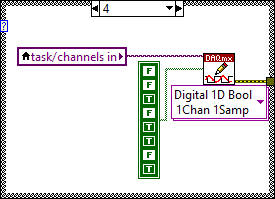 4
?
task/channels in
DAQmx
F
F
T
F
T
T
F
T
Digital 1D Bool
1Chan 1Samp